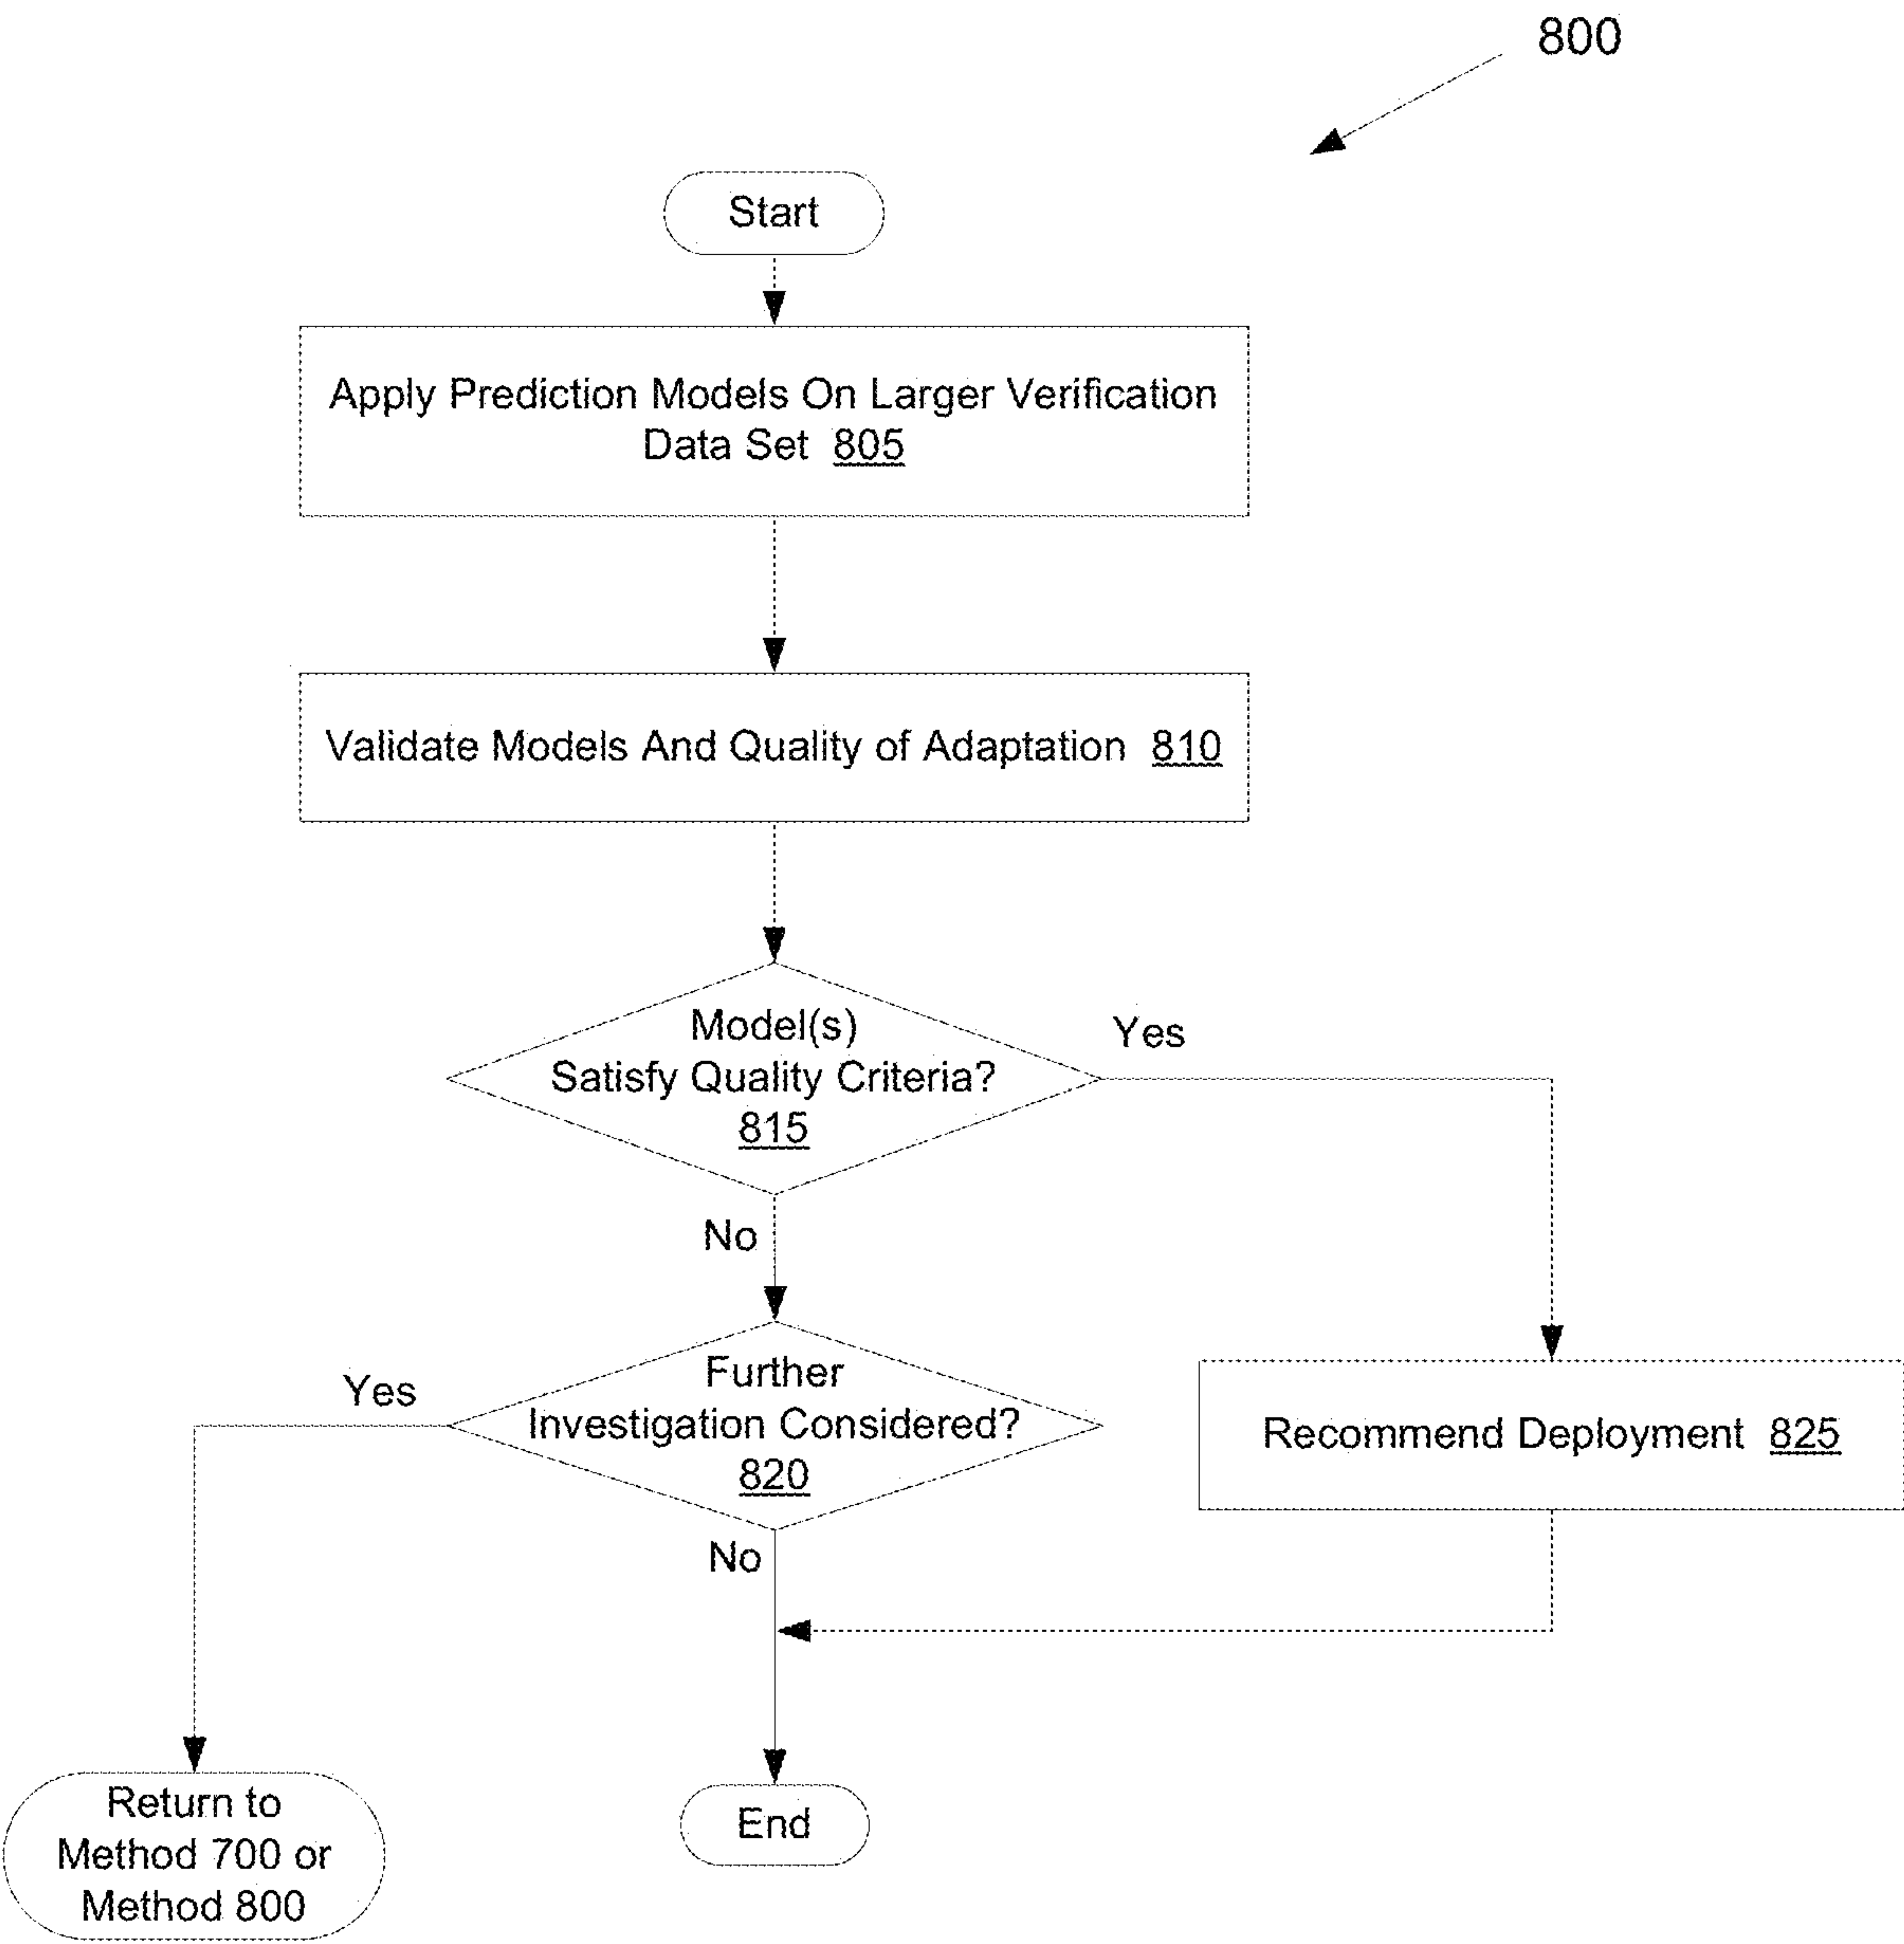 800
Start
Apply Prediction Models On Larger Verification
Data Set 805
Validate Models And Quality of Adaptation 810
Model(s)
Satisfy Quality Criteria?
815
Yes
No
Further
Investigation Considered?
820
Yes
No
Recommend Deployment 825
Return to
Method 700 or
Method 800
End